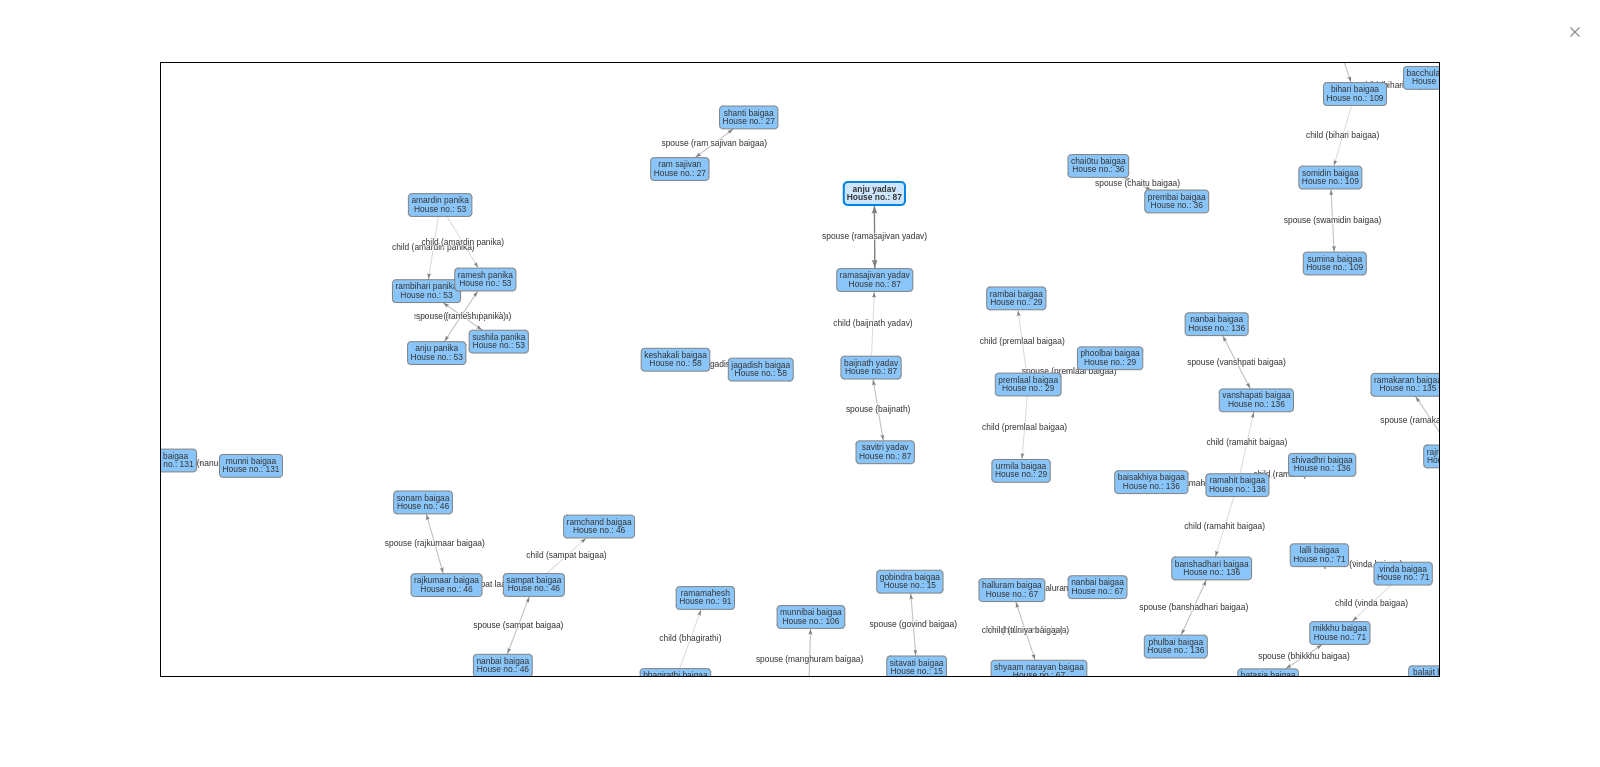 bihari baigaa
House no.: 109
bacchula
House
child (bihari baigaa)
shanti baigaa
House no.: 27
spouse (ram sajivan baigaa)
ram sajivan
House no.: 27
chai0tu baigaa
House no.: 36
spouse (chaitu baigaa)
prembai baigaa
House no.: 36
somidin baigaa
House no.: 109
spouse (swamidin baigaa)
sumina baigaa
House no.: 109
anju yadav
House no.: 87
spouse (ramasajivan yadav)
ramasajivan yadav
House no.: 87
child (baijnath yadav)
baijnath yadav
House no.: 87
spouse (baijnath)
savitri yadav
House no.: 87
amardin panika
House no.: 53
child (amardin panika)
child (amardin panika)
rambihari panika
House no.: 53
ramesh panika
House no.: 53
spouse (ramesh panika)
anju panika
House no.: 53
sushila panika
House no.: 53
keshakali baigaa
House no.: 58
jagadish baigaa
House no.: 58
rambai baigaa
House no.: 29
child (premlaal baigaa)
phoolbai baigaa
House no.: 29
spouse (premlaal baigaa)
premlaal baigaa
House no.: 29
child (premlaal baigaa)
urmila baigaa
House no.: 29
nanbai baigaa
House no.: 136
spouse (vanshpati baigaa)
vanshapati baigaa
House no.: 136
child (ramahit baigaa)
shivadhri baigaa
House no.: 136
baisakhiya baigaa
House no.: 136
ramahit baigaa
House no.: 136
child (ramahit baigaa)
banshadhari baigaa
House no.: 136
spouse (banshadhari baigaa)
phulbai baigaa
House no.: 136
ramakaran baigaa
House no.: 135
spouse (ramaka
baigaa
no.: 131
(nanu
munni baigaa
House no.: 131
sonam baigaa
House no.: 46
spouse (rajkumaar baigaa)
rajkumaar baigaa
House no.: 46
ramchand baigaa
House no.: 46
child (sampat baigaa)
sampat baigaa
House no.: 46
spouse (sampat baigaa)
nanbai baigaa
House no.: 46
ramamahesh
House no.: 91
child (bhagirathi)
bhagirathi baigaa
munnibai baigaa
House no.: 106
spouse (manghuram baigaa)
gobindra baigaa
House no.: 15
spouse (govind baigaa)
sitavati baigaa
House no.: 15
halluram baigaa
House no.: 67
nanbai baigaa
House no.: 67
shyaam narayan baigaa
House no.: 67
lalli baigaa
House no.: 71
vinda baigaa
House no.: 71
child (vinda baigaa)
mikkhu baigaa
House no.: 71
spouse (bhikkhu baigaa)
batasia baigaa
balajit